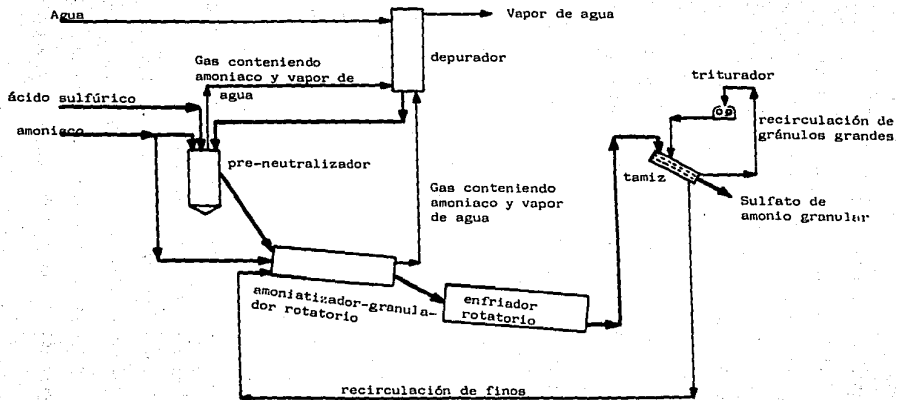 Agua
Vapor de agua
depurador
Gas conteniendo
amoniaco y vapor de
agua
triturador
ácido sulfúrico
recirculación de
gránulos grandes
amoniaco
pre-neutralizador
tamiz
Gas conteniendo
amoniaco y vapor
de agua
Sulfato de
amonio granular
amoniatizador-granula-
dor rotatorio
enfriador
rotatorio
recirculación de finos